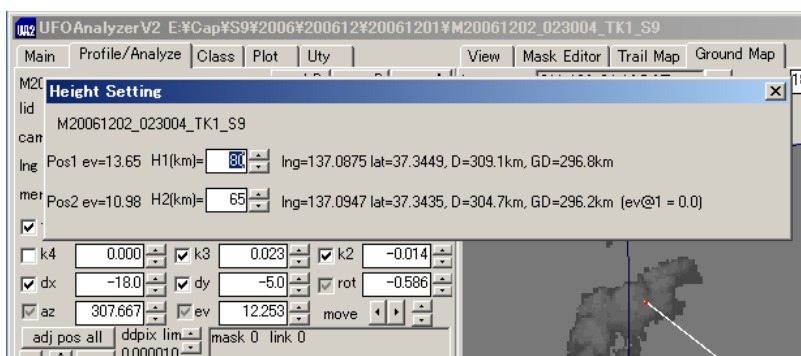 UFOAnalyzerV2 E:¥Cap¥S9¥2006¥200612¥20061201¥M20061202_023004_TK1_S9
Main Profile/Analyze Class Plot Uty View Mask Editor Trail Map Ground Map
Height Setting
lid
M20061202_023004_TK1_S9
lng Pos1 ev=13.65 H1(km)= 80 lng=137.0875 lat=37.3449, D=309.1km, GD=296.8km
Pos2 ev=10.98 H2(km)= 65 lng=137.0947 lat=37.3435, D=304.7km, GD=296.2km (ev@1 = 0.0)
k4 0.000 k3 0.023 k2 -0.014
dx -18.0 dy -5.0 rot -0.586
az 307.667 ev 12.253 move
adj pos all ddpix lim mask 0 link 0
0.000010